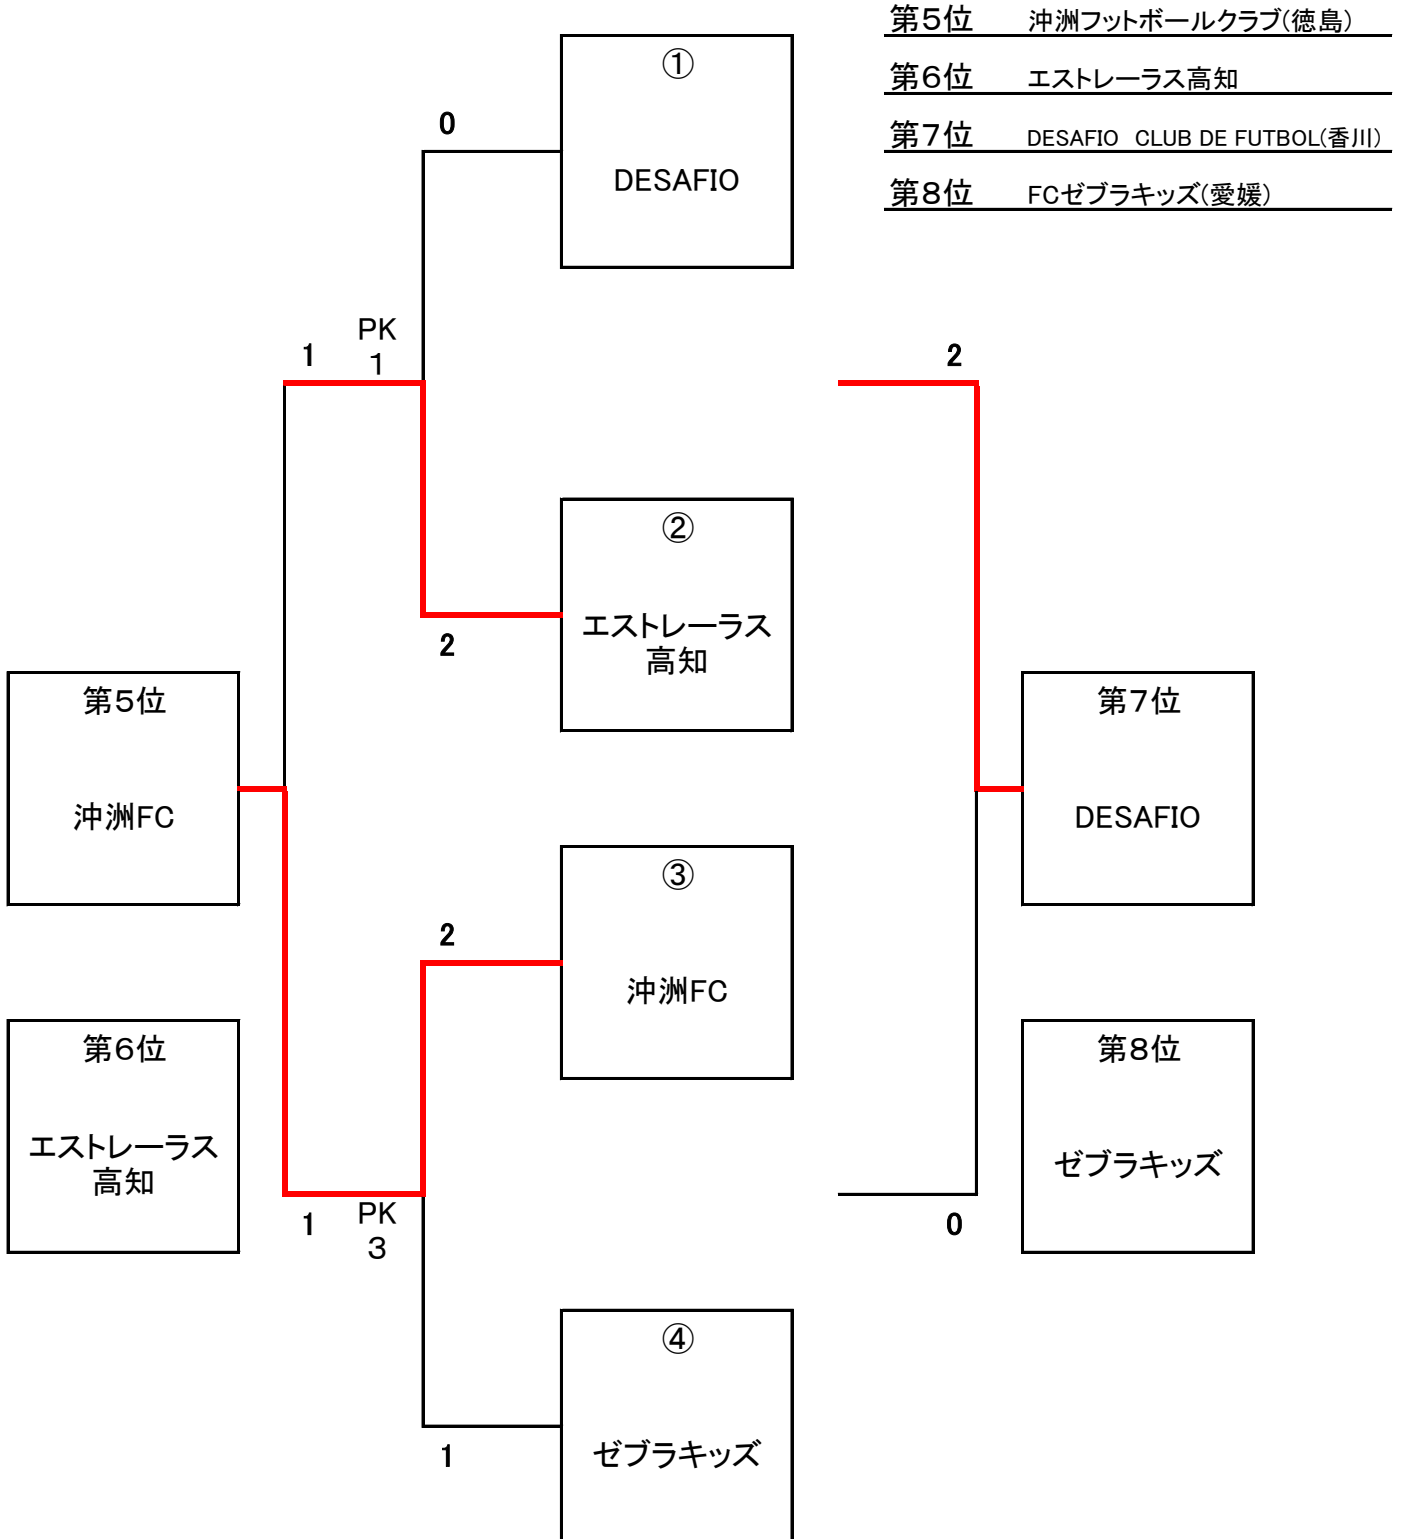 第5位 沖洲フットボールクラブ(徳島)
①
第6位 エストレーラス高知
0
第7位 DESAFIO CLUB DE FUTBOL(香川)
DESAFIO
第8位 FCゼブラキッズ(愛媛)
PK
1
1
2
②
エストレーラス
高知
2
第5位
沖洲FC
第7位
DESAFIO
③
沖洲FC
2
第6位
エストレーラス
高知
第8位
ゼブラキッズ
1
PK
3
0
④
ゼブラキッズ
1